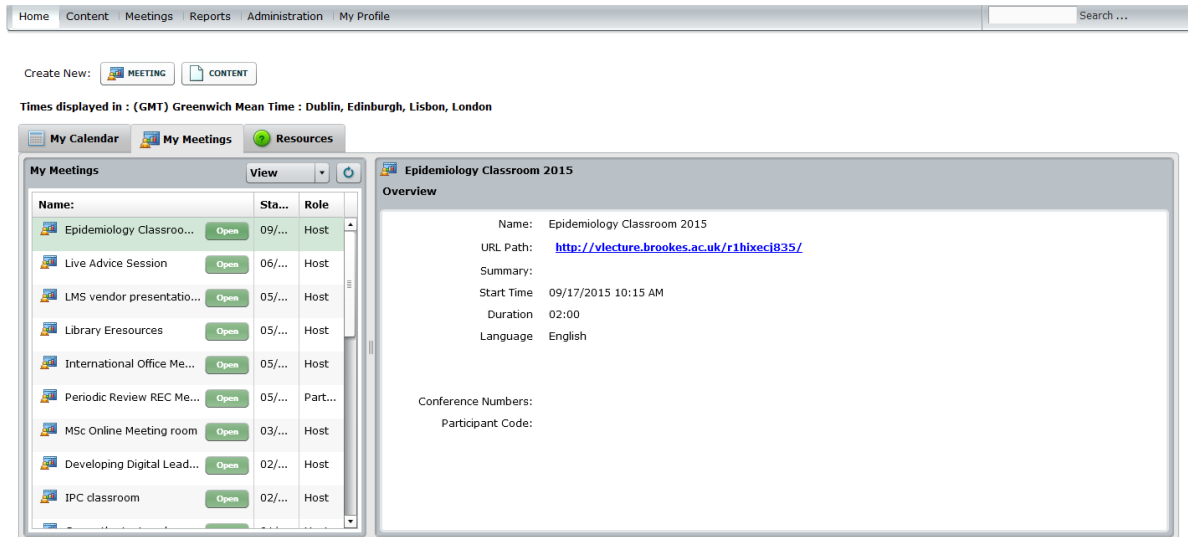 Home Content Meetings Reports Administration My Profile Search ...
Create New: MEETING CONTENT
Times displayed in : (GMT) Greenwich Mean Time : Dublin, Edinburgh, Lisbon, London
My Calendar My Meetings Resources
My Meetings View
Name: Sta... Role
Epidemiology Classroo... Open 09/... Host
Live Advice Session Open 06/... Host
LMS vendor presentatio... Open 05/... Host
Library Eresources Open 05/... Host
International Office Me... Open 05/... Host
Periodic Review REC Me... Open 05/... Part...
MSc Online Meeting room Open 03/... Host
Developing Digital Lead... Open 02/... Host
IPC classroom Open 02/... Host
Epidemiology Classroom 2015
Overview
Name: Epidemiology Classroom 2015
URL Path: http://vlecture.brookes.ac.uk/r1hixecj835/
Summary:
Start Time 09/17/2015 10:15 AM
Duration 02:00
Language English
Conference Numbers:
Participant Code: